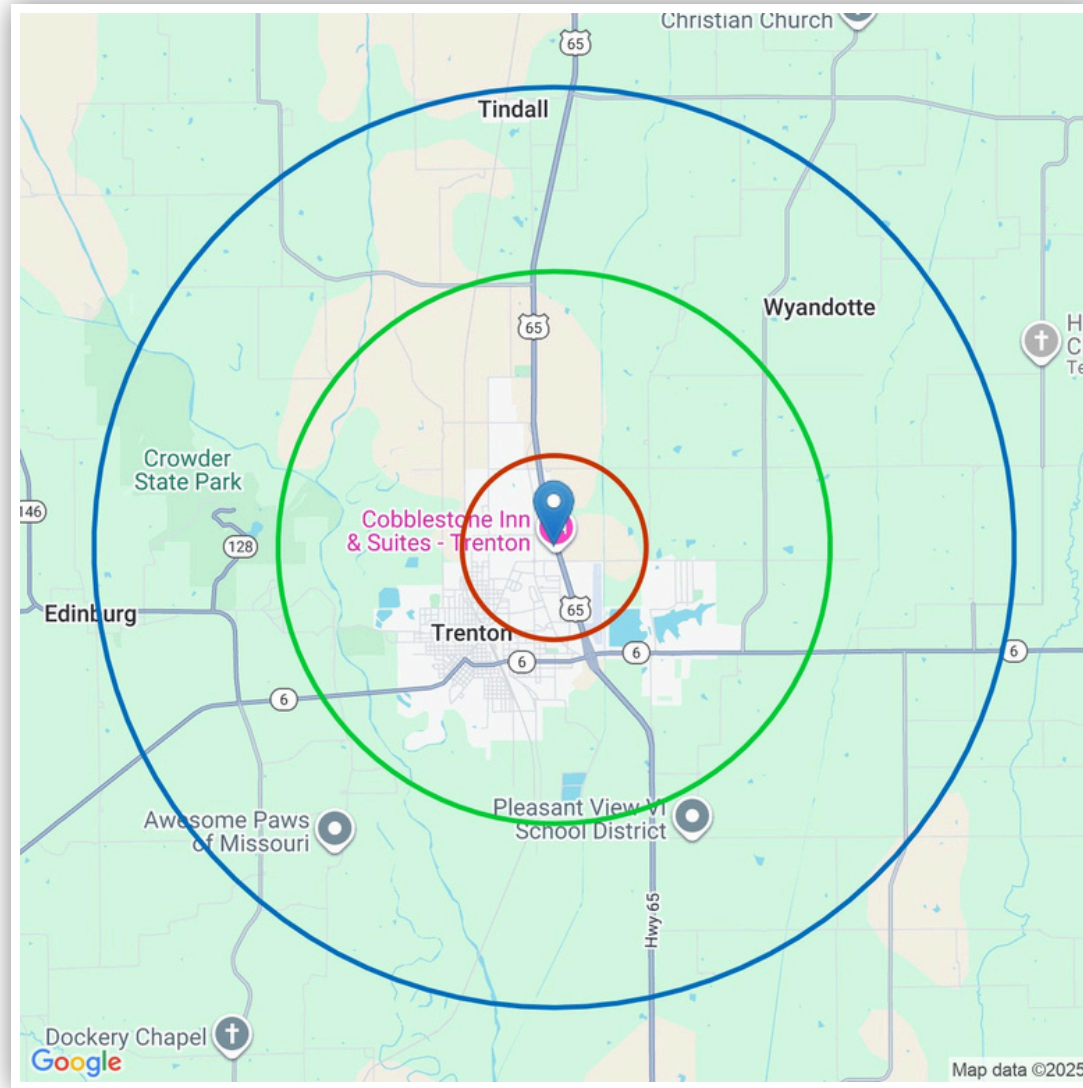 Christian Church
65
Tindall
Wyandotte
65
H
C
Te
Crowder
State Park
146
128
Cobblestone Inn
& Suites - Trenton
Edinburg
65
Trenton
6
6
6
6
Pleasant View VI
School District
Awesome Paws
of Missouri
Hwy 65
Dockery Chapel
Google
Map data ©2025